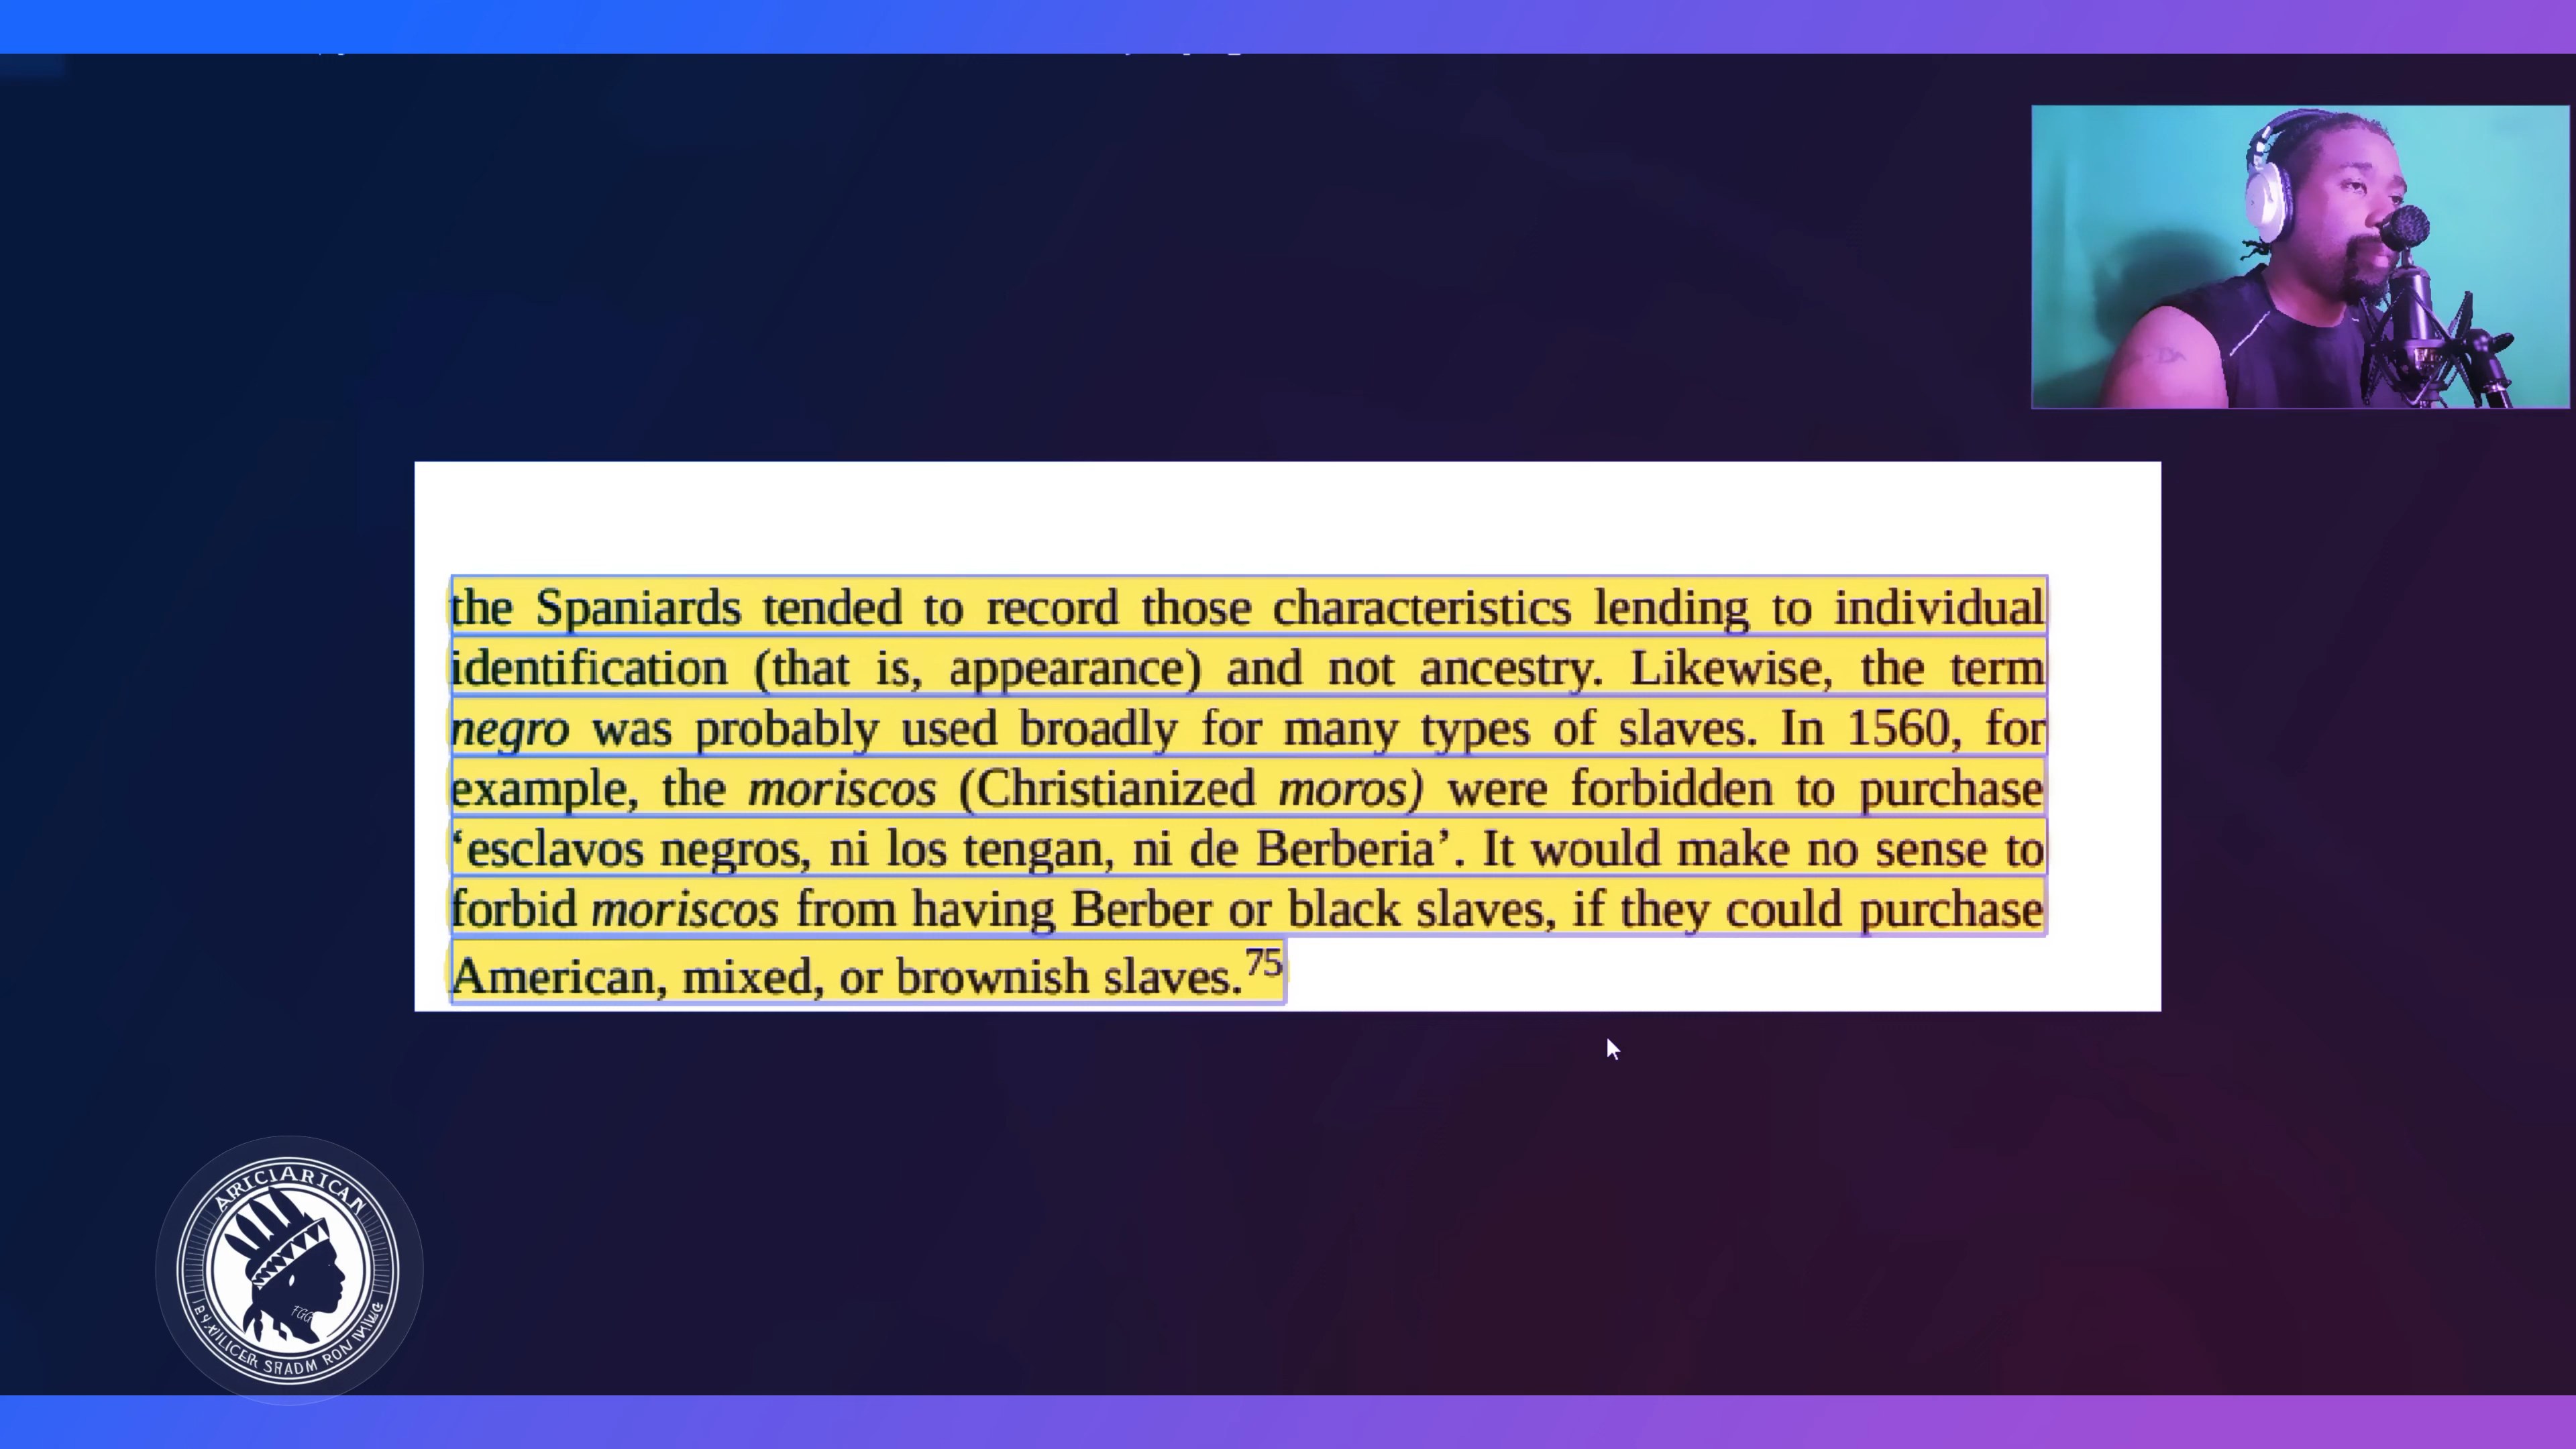 the Spaniards tended to record those characteristics lending to individual
identification (that is, appearance) and not ancestry. Likewise, the term
negro was probably used broadly for many types of slaves. In 1560, for
example, the moriscos (Christianized moros) were forbidden to purchase
‘esclavos negros, ni los tengan, ni de Berberia’. It would make no sense to
forbid moriscos from having Berber or black slaves, if they could purchase
American, mixed, or brownish slaves.75
FGG